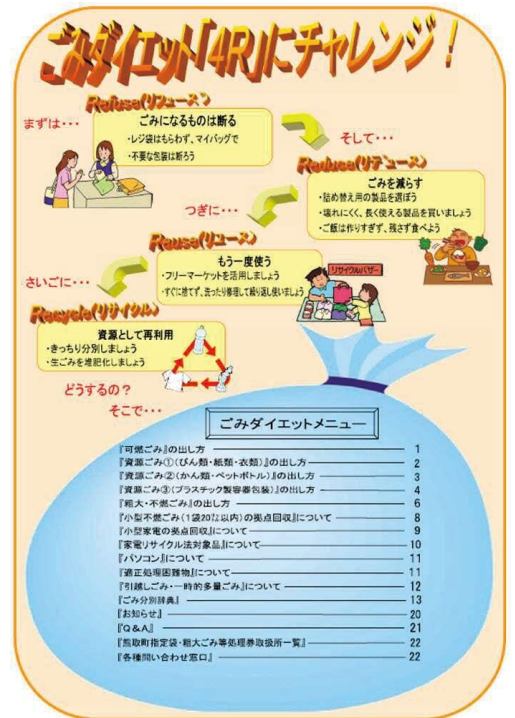 ごみダイエット「4R」にチャレンジ！
Refuse(リフューズ)
まずは・・・
ごみになるものは断る
・レジ袋はもらわず、マイバッグで
・不要な包装は断ろう
そして・・・
Reduce(リデュース)
ごみを減らす
・詰め替え用の製品を選ぼう
・壊れにくく、長く使える製品を買いましょう
・ご飯は作りすぎず、残さず食べよう
つぎに・・・
Reuse(リユース)
もう一度使う
・フリーマーケットを活用しましょう
・すぐに捨てず、洗ったり修理して繰り返し使いましょう
リサイクルバザー
さいごに・・・
Recycle(リサイクル)
資源として再利用
・きっちり分別しましょう
・生ごみを堆肥化しましょう
どうするの？
そこで・・・
ごみダイエットメニュー
『可燃ごみ』の出し方 1
『資源ごみ①(びん類・紙類・衣類)』の出し方 2
『資源ごみ②(かん類・ペットボトル)』の出し方 3
『資源ごみ③(プラスチック製容器包装)』の出し方 4
『粗大・不燃ごみ』の出し方 6
『小型不燃ごみ(1袋20㍑以内)の拠点回収』について 8
『小型家電の拠点回収』について 9
『家電リサイクル法対象品』について 10
『パソコン』について 11
『適正処理困難物』について 11
『引越しごみ・一時的多量ごみ』について 12
『ごみ分別辞典』 13
『お知らせ』 20
『Q&A』 21
『熊取町指定袋・粗大ごみ等処理券取扱所一覧』 22
『各種問い合わせ窓口』 22